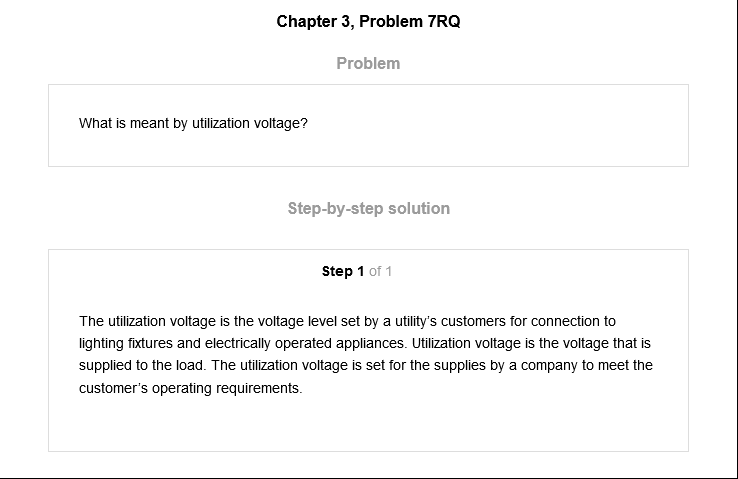 Chapter 3, Problem 7RQ
Problem
What is meant by utilization voltage?
Step-by-step solution
Step 1 of 1
The utilization voltage is the voltage level set by a utility’s customers for connection to
lighting fixtures and electrically operated appliances. Utilization voltage is the voltage that is
supplied to the load. The utilization voltage is set for the supplies by a company to meet the
customer’s operating requirements.